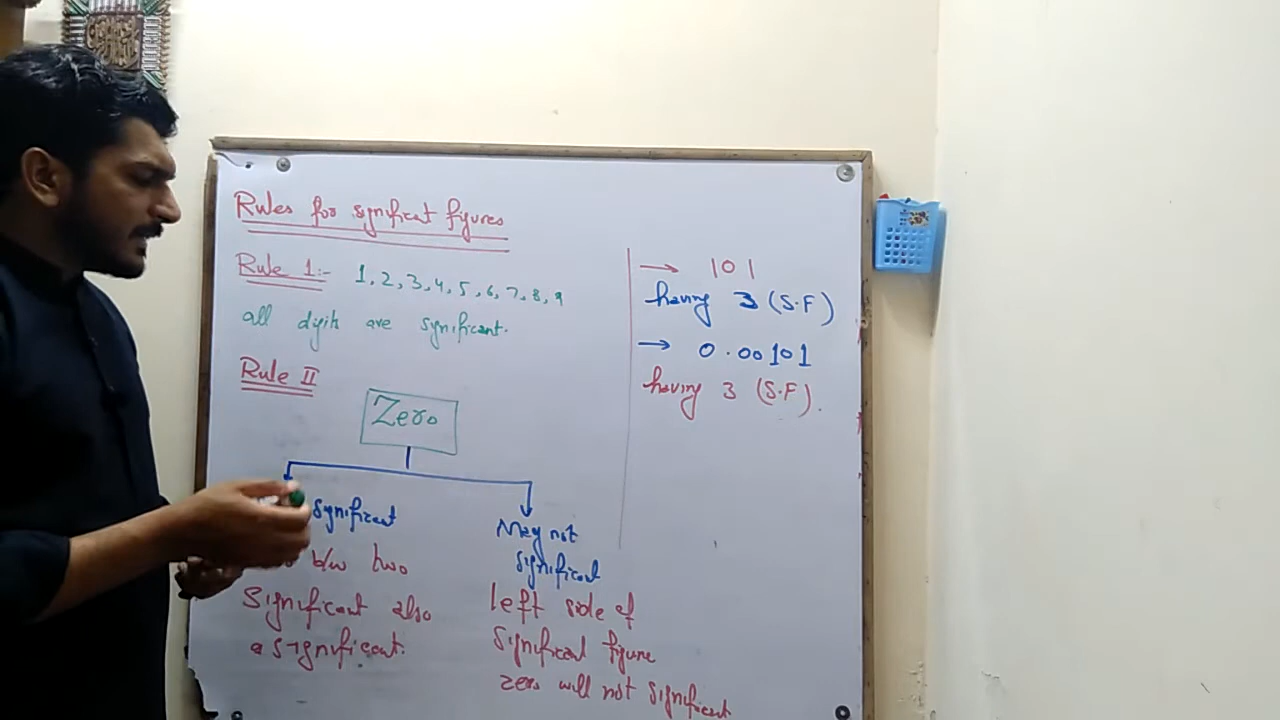 Rules for significat figures
Rule 1:- 1, 2, 3, 4, 5, 6, 7, 8, 9
all digits are significant.
Rule II
Zero
Significant
b/w two
Significant also
a significant.
May not
significant
left side of
significant figure
zero will not significant
→ 101
having 3 (S.F)
→ 0.00101
having 3 (S.F).